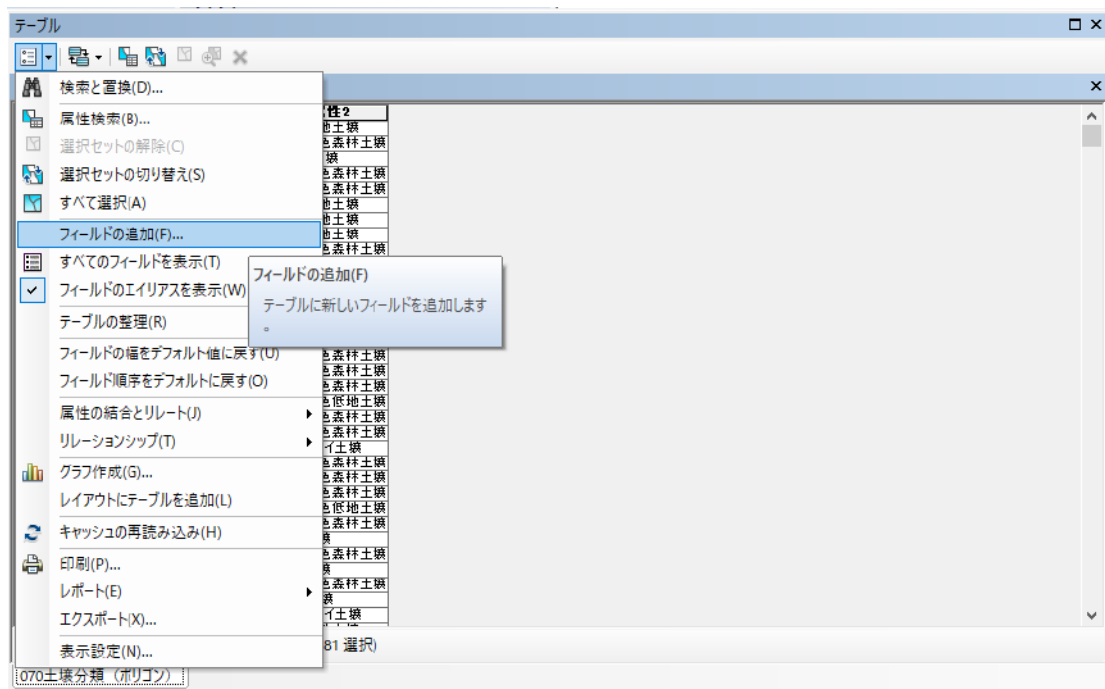 テーブル
検索と置換(D)...
属性検索(B)...
選択セットの解除(C)
選択セットの切り替え(S)
すべて選択(A)
フィールドの追加(F)...
すべてのフィールドを表示(T)
フィールドのエイリアスを表示(W)
テーブルの整理(R)
フィールドの幅をデフォルト値に戻す(U)
フィールド順序をデフォルトに戻す(O)
属性の結合とリレート(J)
リレーションシップ(T)
グラフ作成(G)...
レイアウトにテーブルを追加(L)
キャッシュの再読み込み(H)
印刷(P)...
レポート(E)
エクスポート(X)...
表示設定(N)...
フィールドの追加(F)
テーブルに新しいフィールドを追加します
。
性2
地土壌
色森林土壌
壌
色森林土壌
色森林土壌
地土壌
地土壌
地土壌
色森林土壌
色森林土壌
色森林土壌
色森林土壌
色低地土壌
色森林土壌
色森林土壌
イ土壌
色森林土壌
色森林土壌
色森林土壌
色低地土壌
色森林土壌
壌
色森林土壌
壌
色森林土壌
壌
イ土壌
81 選択)
070土壌分類（ポリゴン）